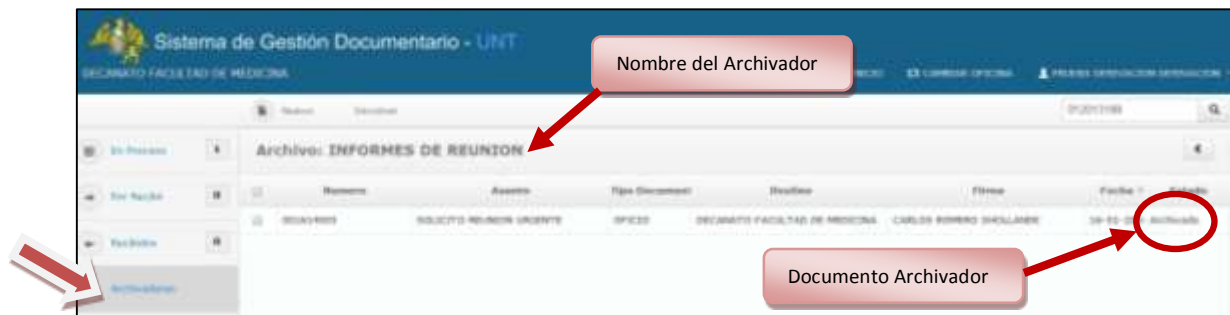 Sistema de Gestión Documentario - UNT
Nombre del Archivador
DECANATO FACULTAD DE MEDICINA
CAMBIAR OFICINA
Nuevo
En Proceso
Archivo: INFORMES DE REUNION
Por Recibir
Numero Asunto Tipo Document Destino Firma Fecha Estado
SOLICITO REUNION URGENTE OFICIO DECANATO FACULTAD DE MEDICINA CARLOS ROMERO Archivado
Recibidos
Documento Archivador
Archivadores